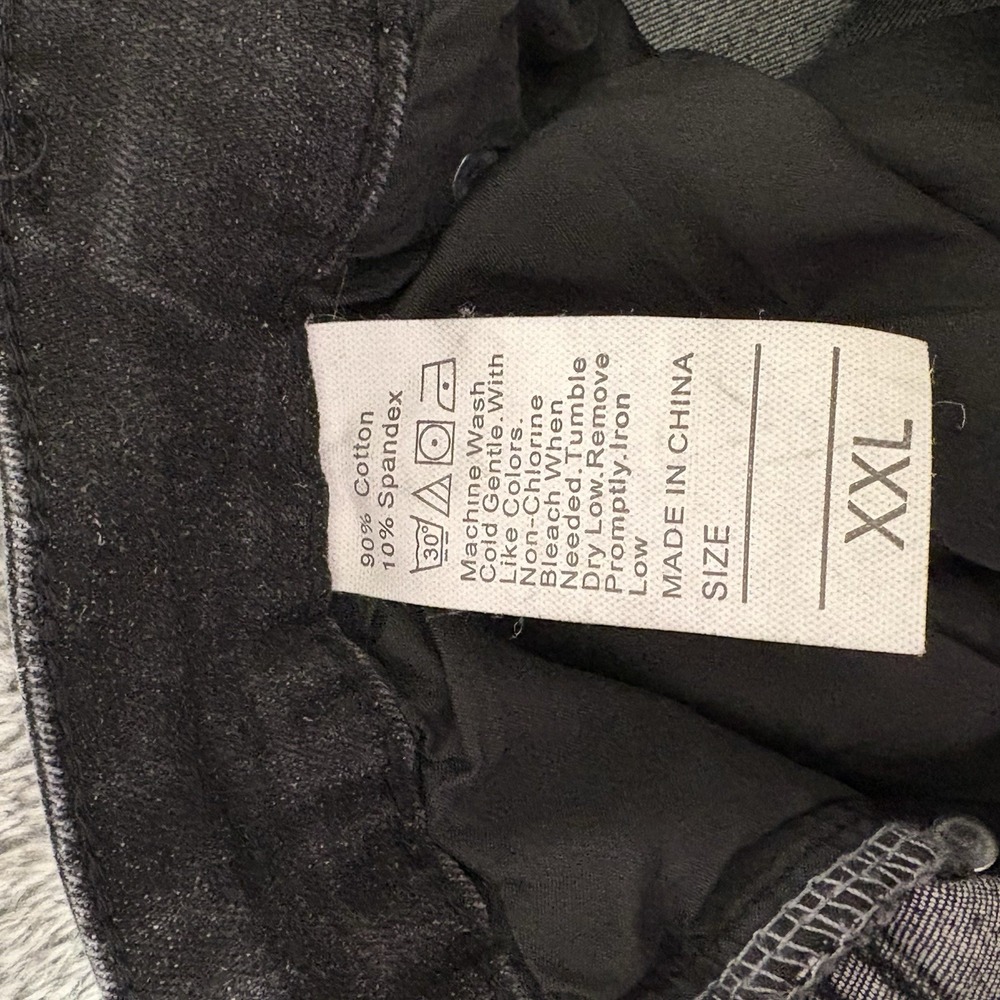 90% Cotton
10% Spandex
30°
Machine Wash
Cold Gentle.With
Like Colors.
Non-Chlorine
Bleach When
Needed.Tumble
Dry Low.Remove
Promptly.Iron
Low
MADE IN CHINA
SIZE
XXL